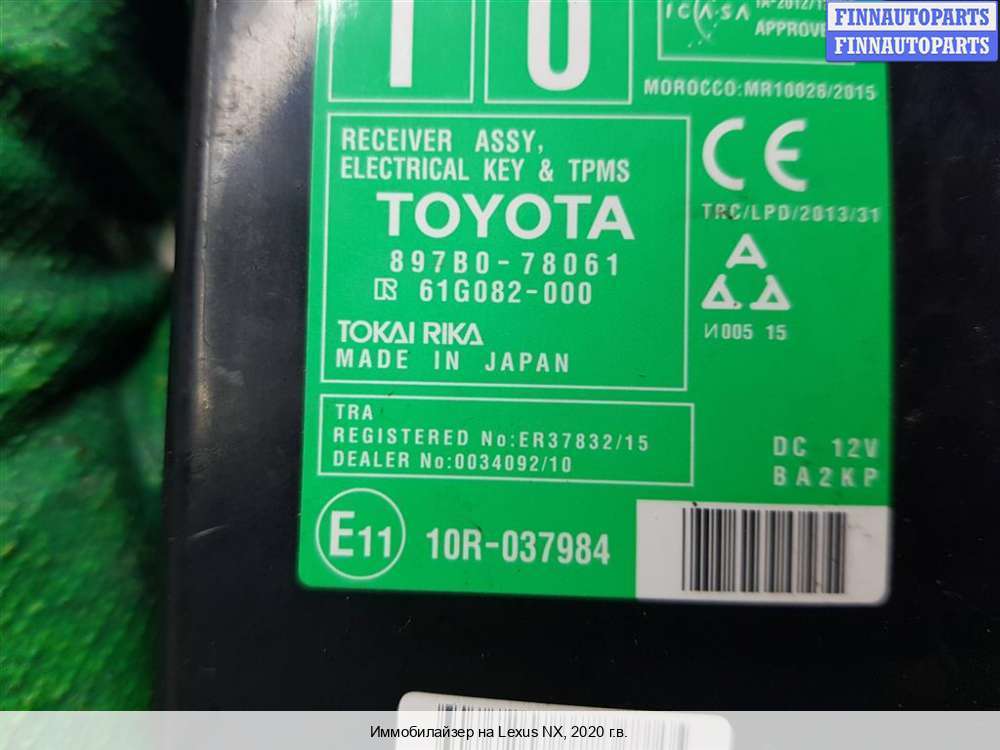 ICASA
APPROVE
FINNAUTOPARTS
FINNAUTOPARTS
MOROCCO:MR10026/2015
RECEIVER ASSY,
ELECTRICAL KEY & TPMS
TOYOTA
897B0-78061
61G082-000
TOKAI RIKA
MADE IN JAPAN
CE
TRC/LPD/2013/31
И005 15
TRA
REGISTERED No:ER37832/15
DEALER No:0034092/10
DC 12V
BA2KP
E11
10R-037984
Иммобилайзер на Lexus NX, 2020 г.в.